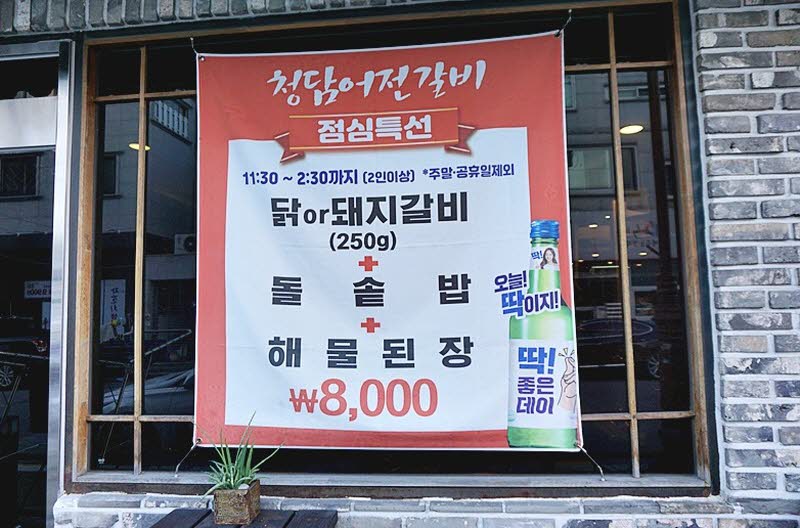 청담어전갈비
점심특선
11:30 ~ 2:30까지 (2인이상) *주말·공휴일제외
닭or돼지갈비
(250g)
+
돌 솥 밥
+
해 물 된 장
₩8,000
딱!
오늘!
딱이지!
딱!
좋은
데이